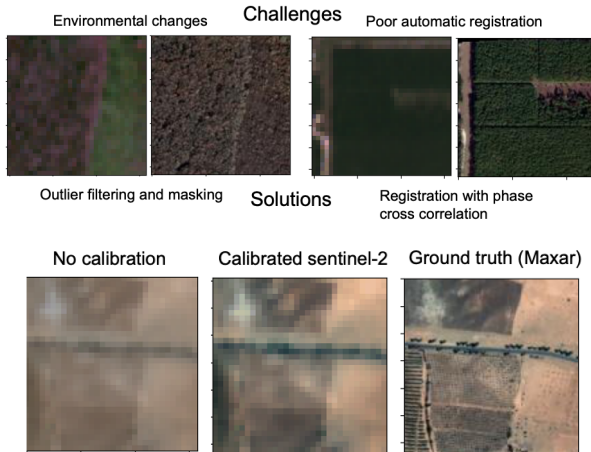 Challenges
Environmental changes
Poor automatic registration
Outlier filtering and masking
Solutions
Registration with phase
cross correlation
No calibration
Calibrated sentinel-2
Ground truth (Maxar)